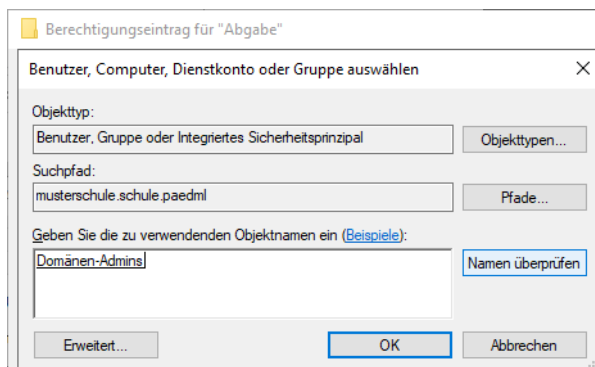 Berechtigungseintrag für "Abgabe"
Benutzer, Computer, Dienstkonto oder Gruppe auswählen
Objekttyp:
Benutzer, Gruppe oder Integriertes Sicherheitsprinzipal
Objekttypen...
Suchpfad:
musterschule.schule.paedml
Pfade...
Geben Sie die zu verwendenden Objektnamen ein (Beispiele):
Domänen-Admins
Namen überprüfen
Erweitert...
OK
Abbrechen